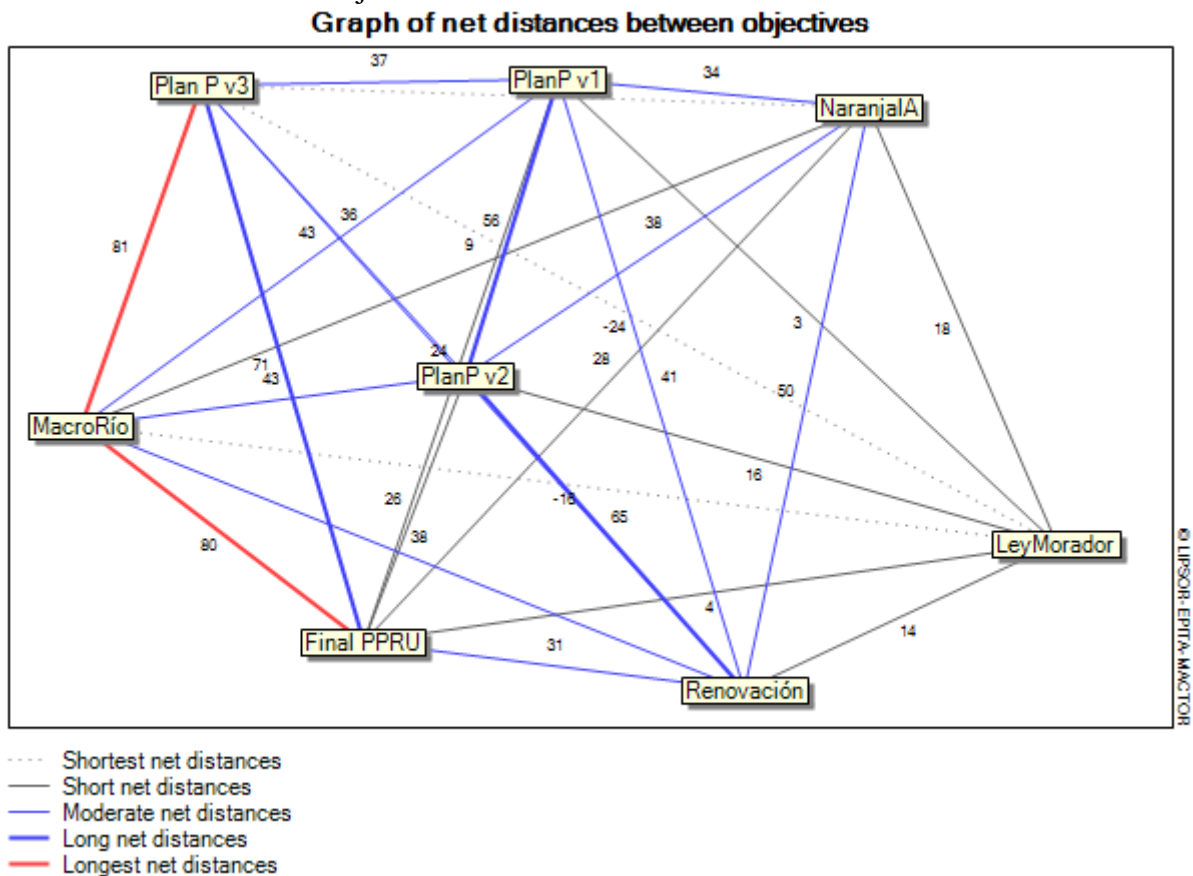 Graph of net distances between objectives
37
34
Plan P v3
PlanP v1
NaranjalA
36
56
38
43
9
81
-24
3
18
24
28
71
43
PlanP v2
41
-50
MacroRío
16
26
-16
65
38
80
LeyMorador
4
Final PPRU
31
14
Renovación
© LIPSOR-EPITA-MACTOR
Shortest net distances
Short net distances
Moderate net distances
Long net distances
Longest net distances